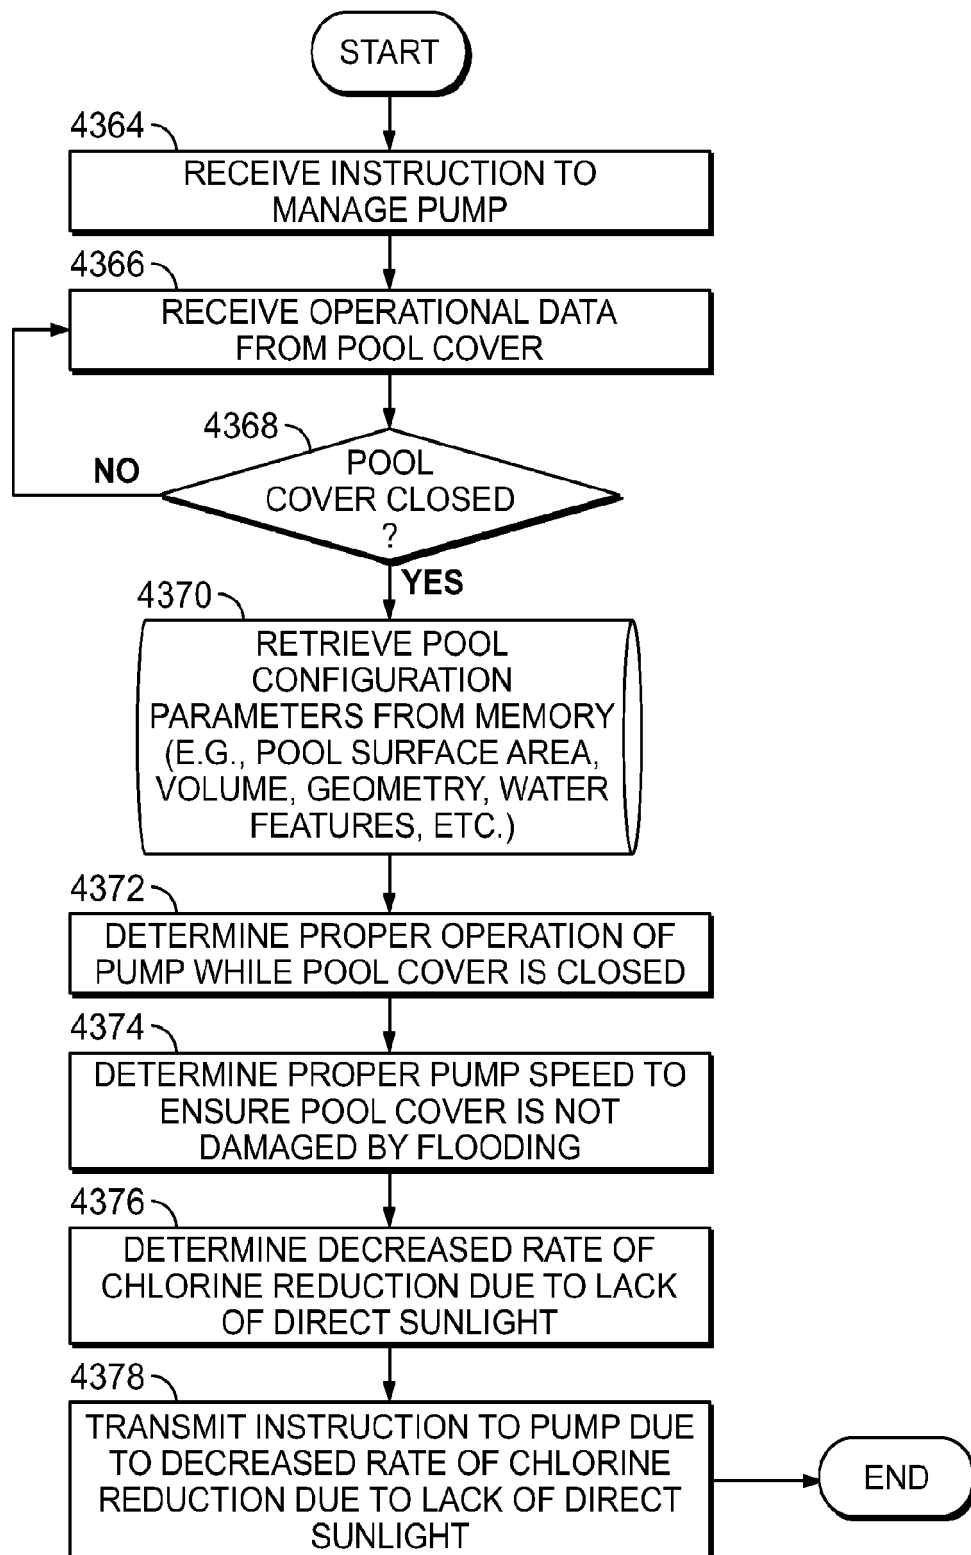 START
4364
RECEIVE INSTRUCTION TO
MANAGE PUMP
4366
RECEIVE OPERATIONAL DATA
FROM POOL COVER
4368
NO
POOL
COVER CLOSED
?
YES
4370
RETRIEVE POOL
CONFIGURATION
PARAMETERS FROM MEMORY
(E.G., POOL SURFACE AREA,
VOLUME, GEOMETRY, WATER
FEATURES, ETC.)
4372
DETERMINE PROPER OPERATION OF
PUMP WHILE POOL COVER IS CLOSED
4374
DETERMINE PROPER PUMP SPEED TO
ENSURE POOL COVER IS NOT
DAMAGED BY FLOODING
4376
DETERMINE DECREASED RATE OF
CHLORINE REDUCTION DUE TO LACK
OF DIRECT SUNLIGHT
4378
TRANSMIT INSTRUCTION TO PUMP DUE
TO DECREASED RATE OF CHLORINE
REDUCTION DUE TO LACK OF DIRECT
SUNLIGHT
END